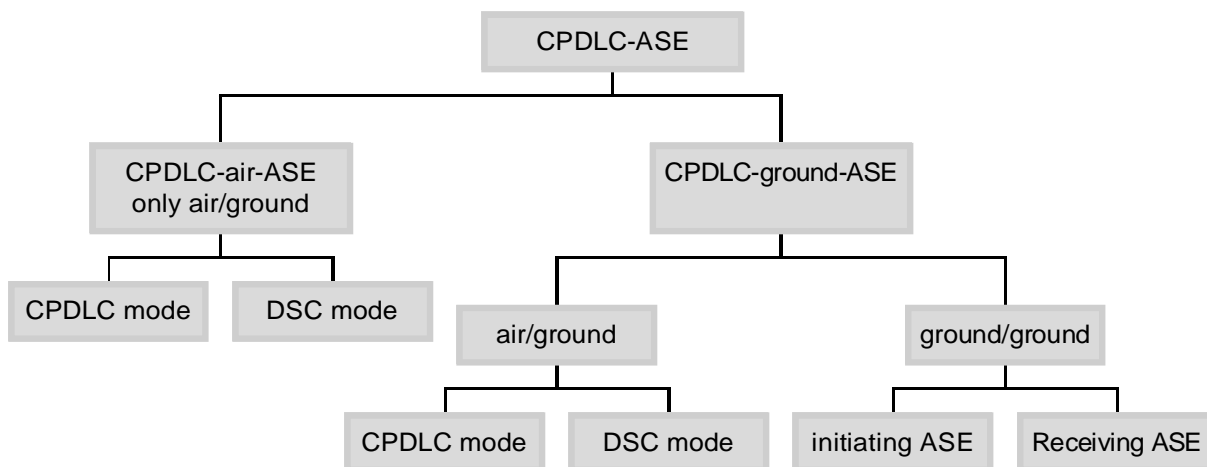 CPDLC-ASE
CPDLC-air-ASE
only air/ground
CPDLC-ground-ASE
CPDLC mode
DSC mode
air/ground
ground/ground
CPDLC mode
DSC mode
initiating ASE
Receiving ASE